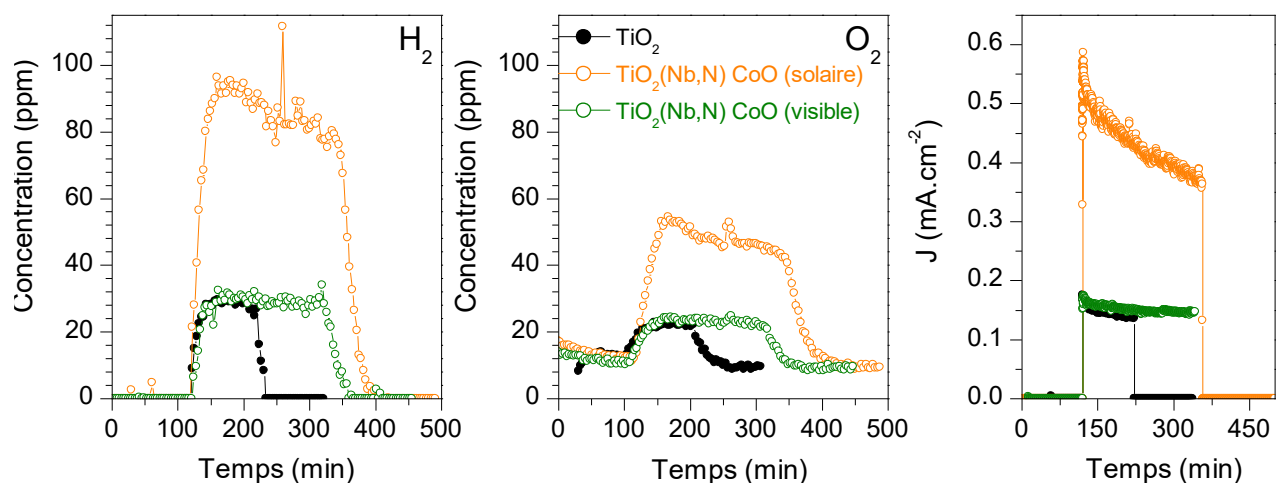 H2
Concentration (ppm)
100
80
60
40
20
0
0 100 200 300 400 500
Temps (min)
O2
TiO2
TiO2(Nb,N) CoO (solaire)
TiO2(Nb,N) CoO (visible)
Concentration (ppm)
100
80
60
40
20
0
0 100 200 300 400 500
Temps (min)
J (mA.cm-2)
0.6
0.5
0.4
0.3
0.2
0.1
0.0
0 150 300 450
Temps (min)